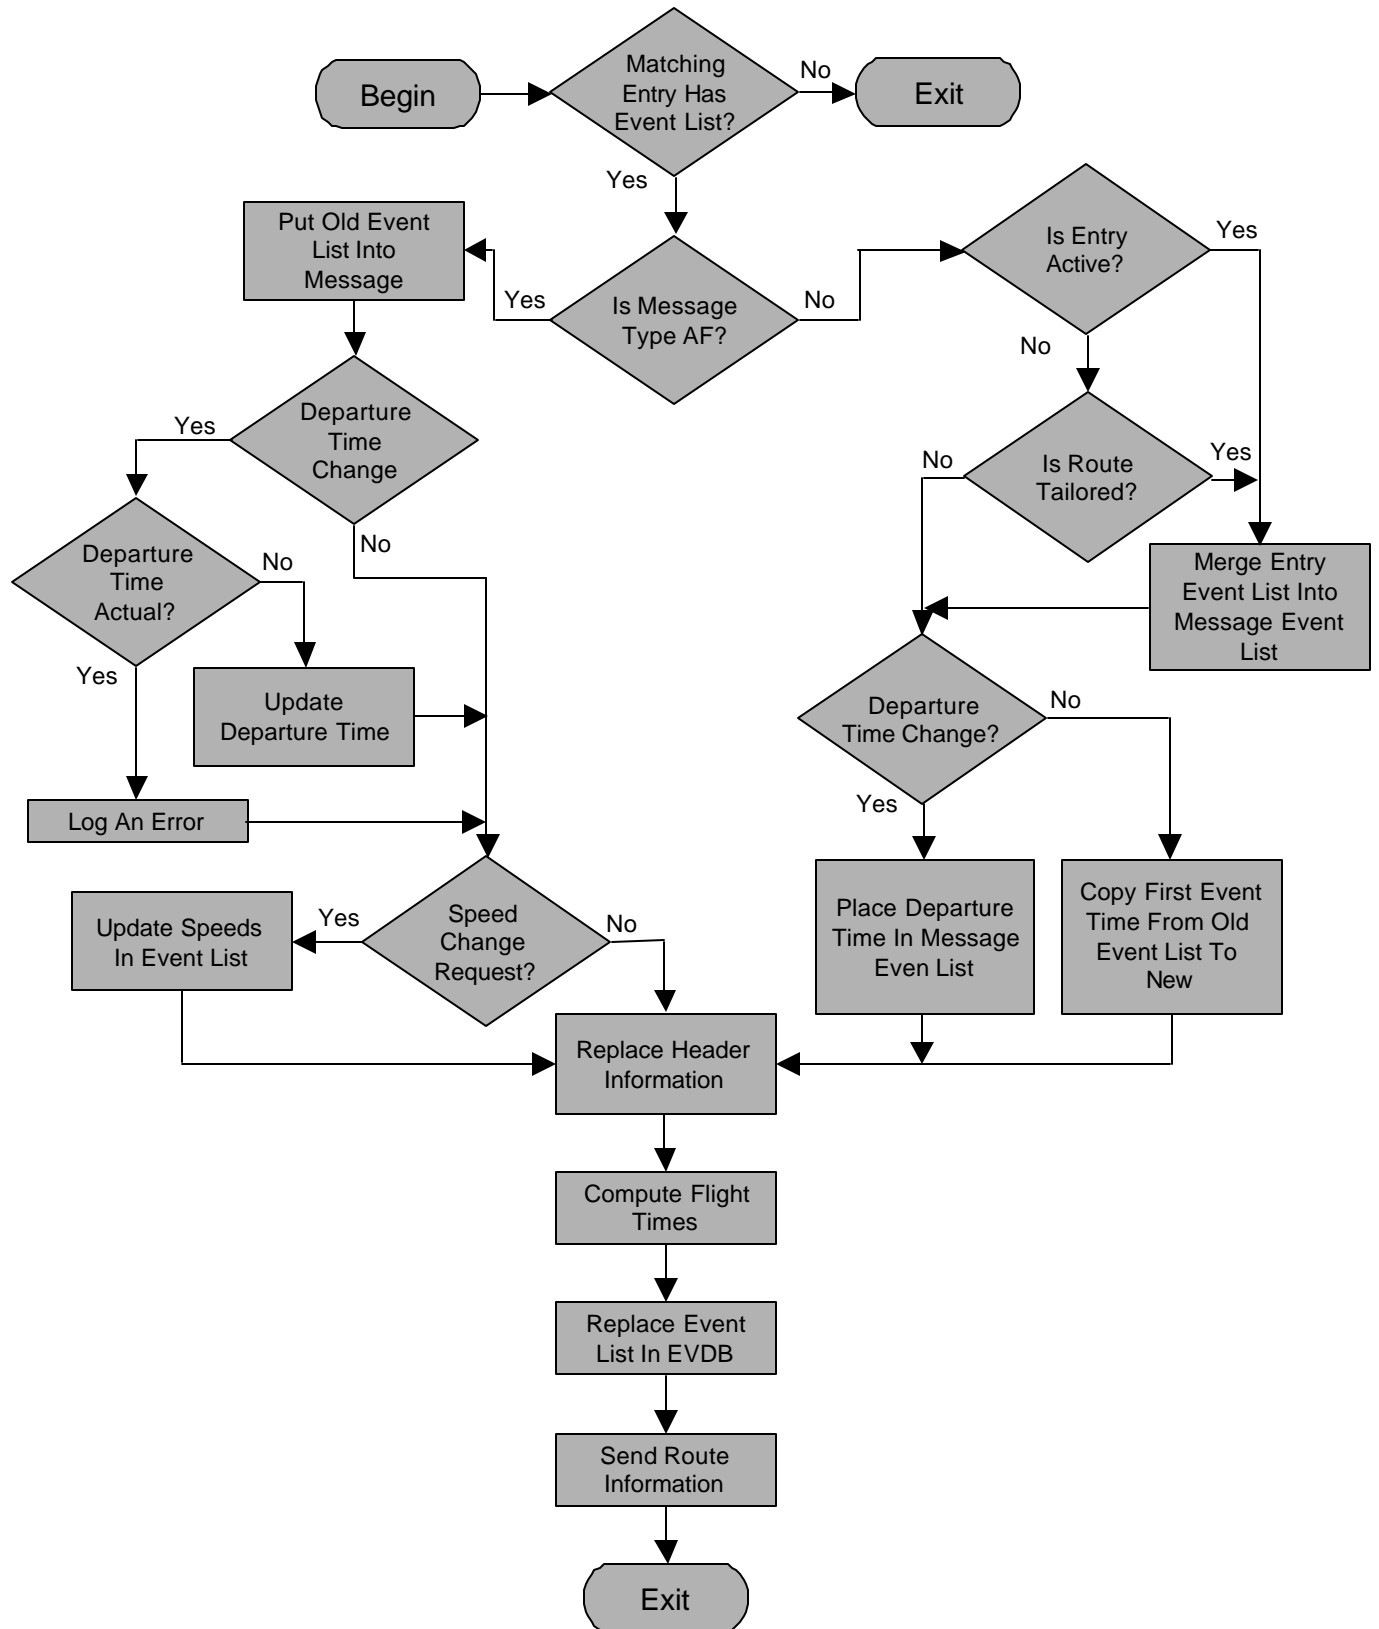 Begin
Matching
Entry Has
Event List?
No
Exit
Yes
Put Old Event
List Into
Message
Yes
Is Message
Type AF?
No
Is Entry
Active?
Yes
No
Departure
Time
Change
Yes
No
Is Route
Tailored?
No
Yes
Departure
Time
Actual?
No
Yes
Merge Entry
Event List Into
Message Event
List
Update
Departure Time
Log An Error
Departure
Time Change?
No
Yes
Update Speeds
In Event List
Yes
Speed
Change
Request?
No
Place Departure
Time In Message
Even List
Copy First Event
Time From Old
Event List To
New
Replace Header
Information
Compute Flight
Times
Replace Event
List In EVDB
Send Route
Information
Exit